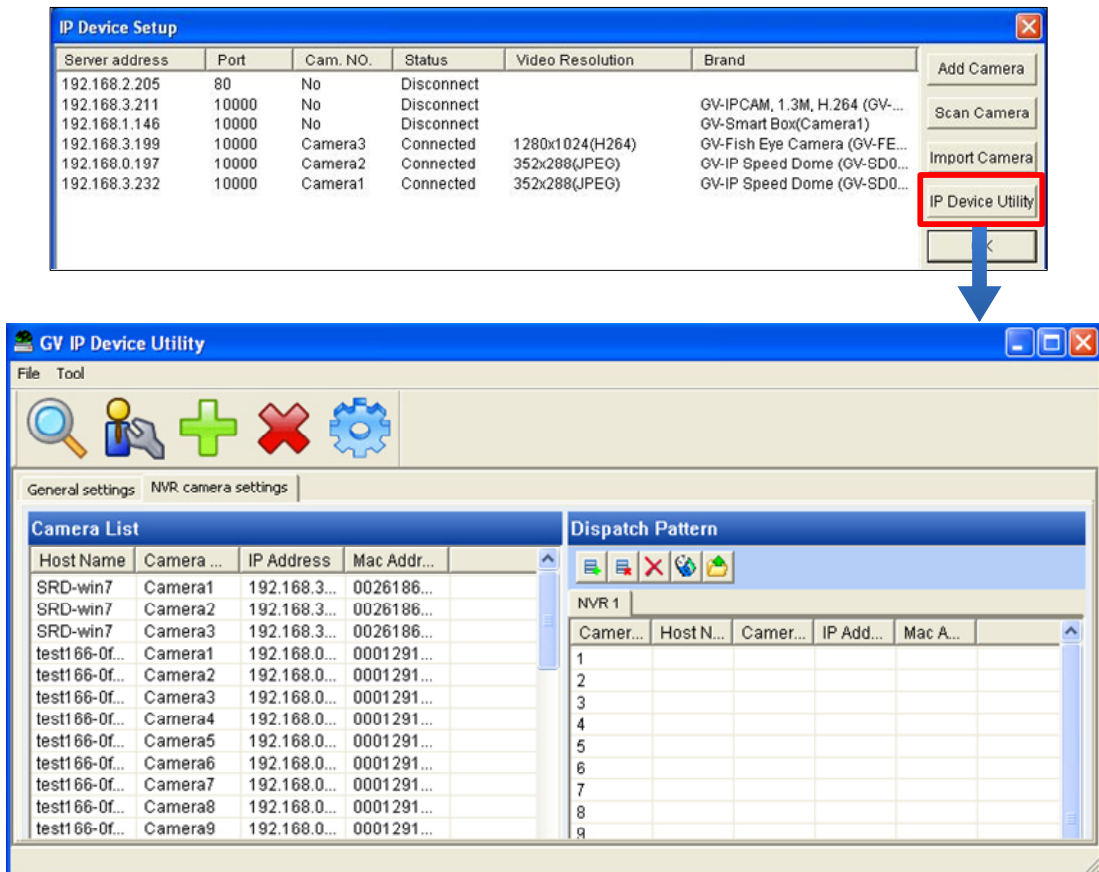 IP Device Setup
Server address Port Cam. NO. Status Video Resolution Brand
192.168.2.205 80 No Disconnect
192.168.3.211 10000 No Disconnect GV-IPCAM, 1.3M, H.264 (GV-...
192.168.1.146 10000 No Disconnect GV-Smart Box(Camera1)
192.168.3.199 10000 Camera3 Connected 1280x1024(H264) GV-Fish Eye Camera (GV-FE...
192.168.0.197 10000 Camera2 Connected 352x288(JPEG) GV-IP Speed Dome (GV-SD0...
192.168.3.232 10000 Camera1 Connected 352x288(JPEG) GV-IP Speed Dome (GV-SD0...
Add Camera
Scan Camera
Import Camera
IP Device Utility
GV IP Device Utility
File Tool
General settings NVR camera settings
Camera List
Host Name Camera ... IP Address Mac Addr...
SRD-win7 Camera1 192.168.3... 0026186...
SRD-win7 Camera2 192.168.3... 0026186...
SRD-win7 Camera3 192.168.3... 0026186...
test166-0f... Camera1 192.168.0... 0001291...
test166-0f... Camera2 192.168.0... 0001291...
test166-0f... Camera3 192.168.0... 0001291...
test166-0f... Camera4 192.168.0... 0001291...
test166-0f... Camera5 192.168.0... 0001291...
test166-0f... Camera6 192.168.0... 0001291...
test166-0f... Camera7 192.168.0... 0001291...
test166-0f... Camera8 192.168.0... 0001291...
test166-0f... Camera9 192.168.0... 0001291...
Dispatch Pattern
NVR 1
Camer... Host N... Camer... IP Add... Mac A...
1
2
3
4
5
6
7
8
9